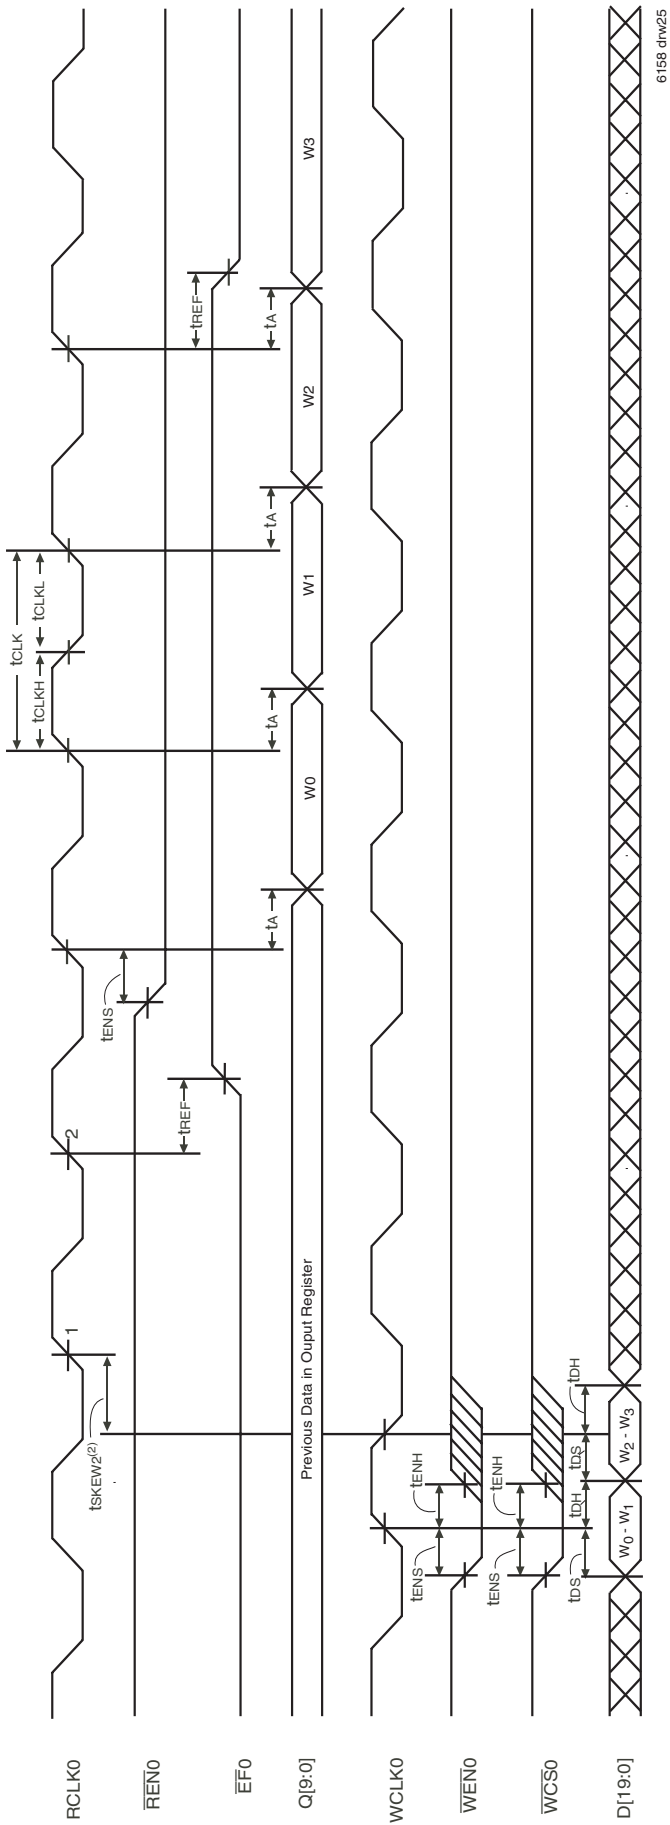 RCLK0
tSKEW2(2)
1
2
tENS
tCLK
tCLKH
tCLKL
REN0
EF0
tREF
tREF
Q[9:0]
Previous Data in Ouput Register
tA
W0
tA
W1
tA
W2
tA
W3
WCLK0
WEN0
tENS
tENH
WCS0
tENS
tENH
D[19:0]
tDS
tDH
tDS
tDH
W0 - W1
W2 - W3
6158 drw25